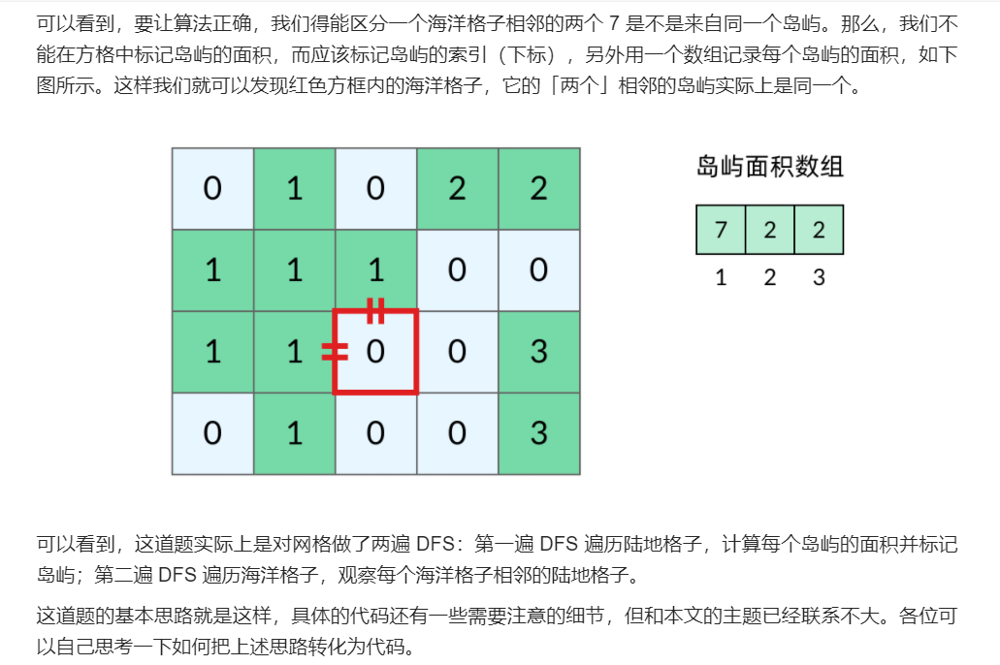 可以看到，要让算法正确，我们得能区分一个海洋格子相邻的两个 7 是不是来自同一个岛屿。那么，我们不
能在方格中标记岛屿的面积，而应该标记岛屿的索引（下标），另外用一个数组记录每个岛屿的面积，如下
图所示。这样我们就可以发现红色方框内的海洋格子，它的「两个」相邻的岛屿实际上是同一个。
岛屿面积数组
0 1 0 2 2
7 2 2
1 1 1 0 0
1 2 3
1 1 0 0 3
0 1 0 0 3
可以看到，这道题实际上是对网格做了两遍 DFS：第一遍 DFS 遍历陆地格子，计算每个岛屿的面积并标记
岛屿；第二遍 DFS 遍历海洋格子，观察每个海洋格子相邻的陆地格子。
这道题的基本思路就是这样，具体的代码还有一些需要注意的细节，但和本文的主题已经联系不大。各位可
以自己思考一下如何把上述思路转化为代码。